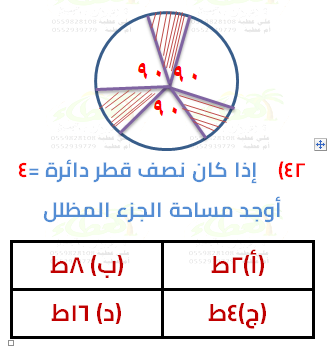 ٩٠ ٩٠
٩٠
٤٢) إذا كان نصف قطر دائرة =٤
أوجد مساحة الجزء المظلل
(أ)٢ط (ب) ٨ط
(ج)٤ط (د) ١٦ط